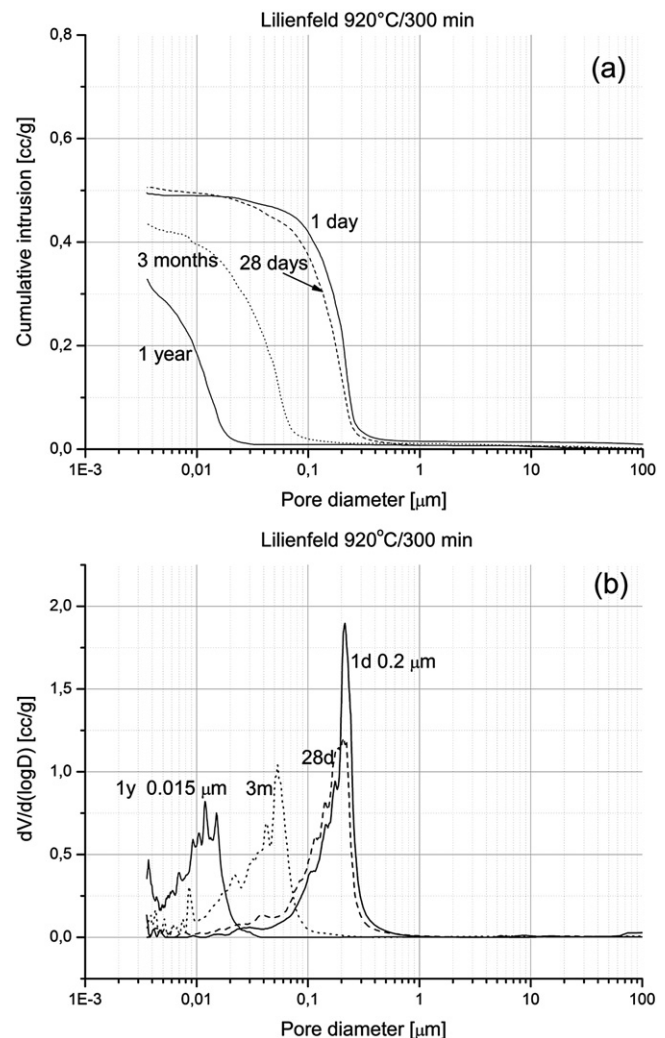 Lilienfeld 920°C/300 min
(a)
0,8
0,6
0,4
0,2
0,0
Cumulative intrusion [cc/g]
1 day
28 days
3 months
1 year
1E-3 0,01 0,1 1 10 100
Pore diameter [μm]
Lilienfeld 920°C/300 min
(b)
2,0
1,5
1,0
0,5
0,0
dV/d(logD) [cc/g]
1d 0.2 μm
28d
1y 0.015 μm
3m
1E-3 0,01 0,1 1 10 100
Pore diameter [μm]